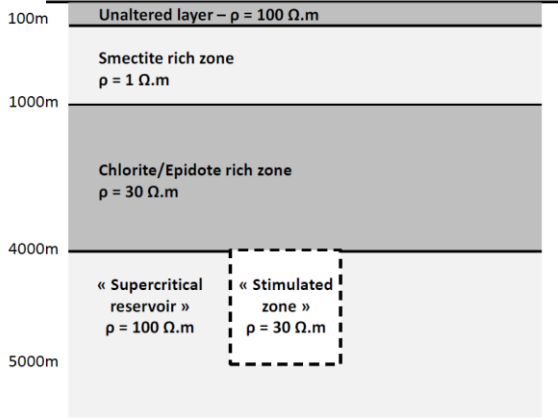 100m
Unaltered layer – ρ = 100 Ω.m
Smectite rich zone
ρ = 1 Ω.m
1000m
Chlorite/Epidote rich zone
ρ = 30 Ω.m
4000m
« Supercritical
reservoir »
ρ = 100 Ω.m
« Stimulated
zone »
ρ = 30 Ω.m
5000m